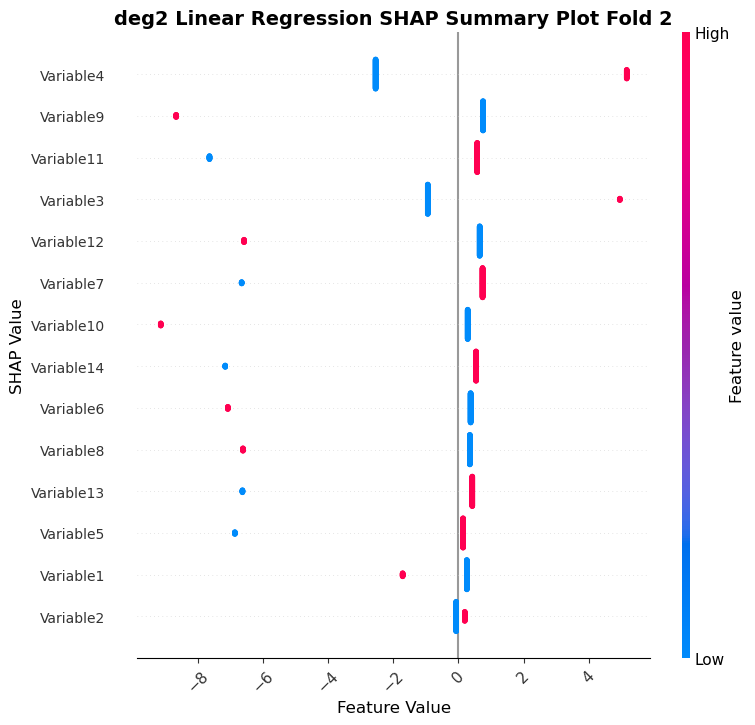 deg2 Linear Regression SHAP Summary Plot Fold 2
High
Variable4
Variable9
Variable11
Variable3
Variable12
Variable7
Variable10
Variable14
Variable6
Variable8
Variable13
Variable5
Variable1
Variable2
SHAP Value
Feature value
Low
−8 −6 −4 −2 0 2 4
Feature Value